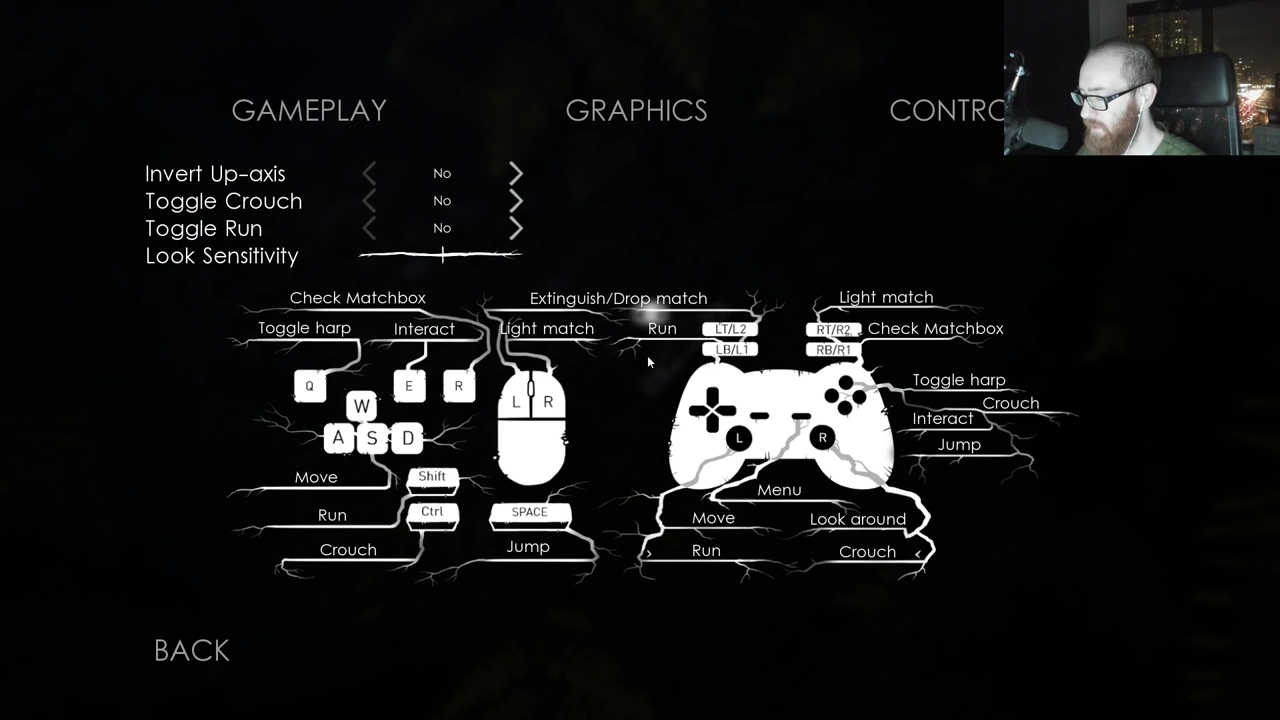 GAMEPLAY GRAPHICS CONTRO
Invert Up-axis No
Toggle Crouch No
Toggle Run No
Look Sensitivity
Check Matchbox Extinguish/Drop match Light match
Toggle harp Interact Light match Run LT/L2 RT/R2 Check Matchbox
LB/L1 RB/R1
Q E R
Toggle harp
W L R Crouch
Interact
A S D L R Jump
Move Shift Menu
Run Ctrl SPACE Move Look around
Crouch Jump Run Crouch
BACK